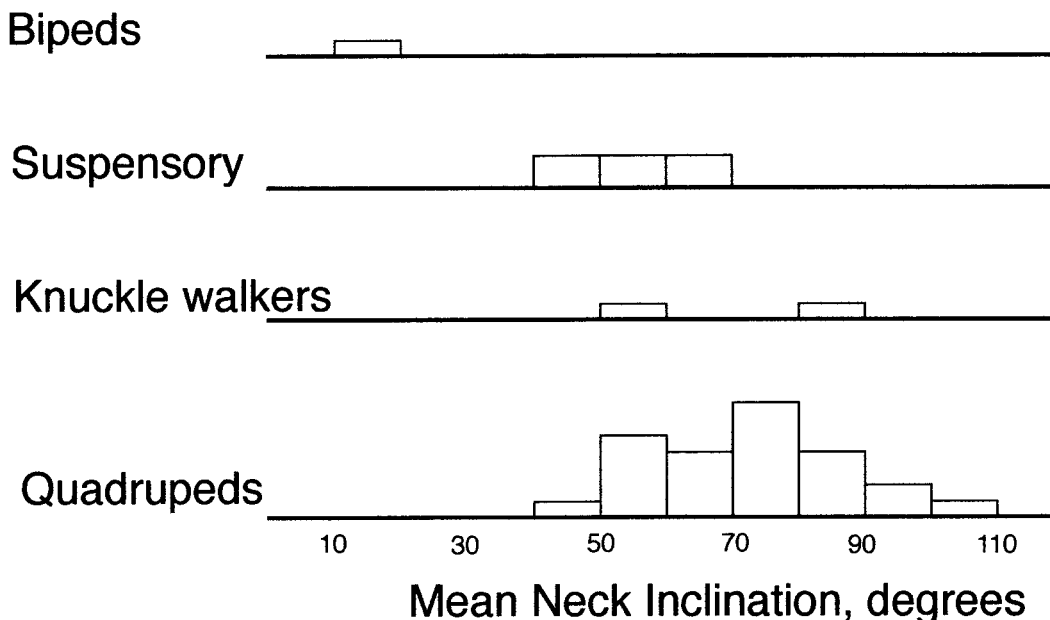 Bipeds
Suspensory
Knuckle walkers
Quadrupeds
10 30 50 70 90 110
Mean Neck Inclination, degrees